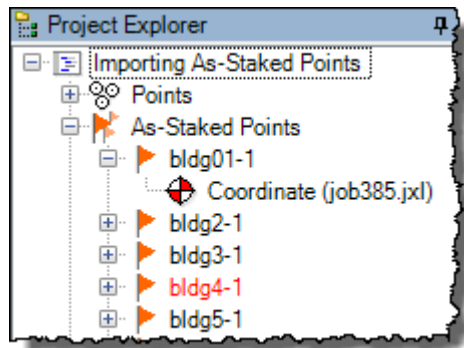 Project Explorer
Importing As-Staked Points
Points
As-Staked Points
bldg01-1
Coordinate (job385.jxl)
bldg2-1
bldg3-1
bldg4-1
bldg5-1